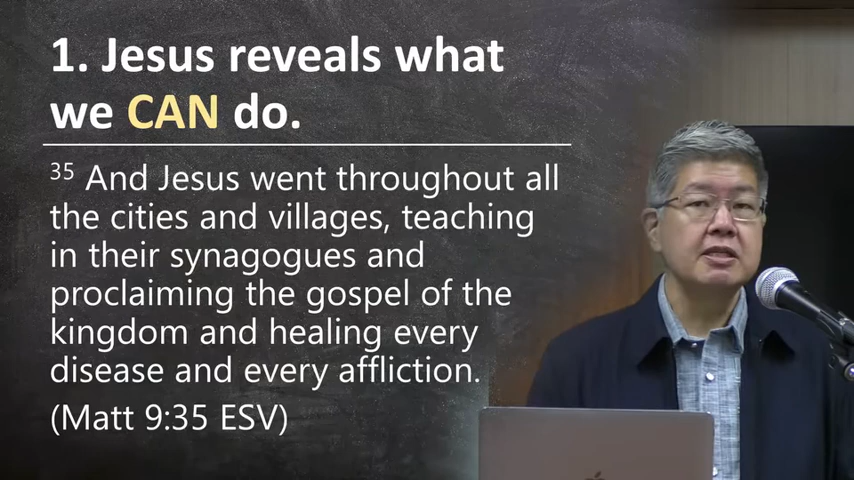 1. Jesus reveals what
we CAN do.
35 And Jesus went throughout all
the cities and villages, teaching
in their synagogues and
proclaiming the gospel of the
kingdom and healing every
disease and every affliction.
(Matt 9:35 ESV)